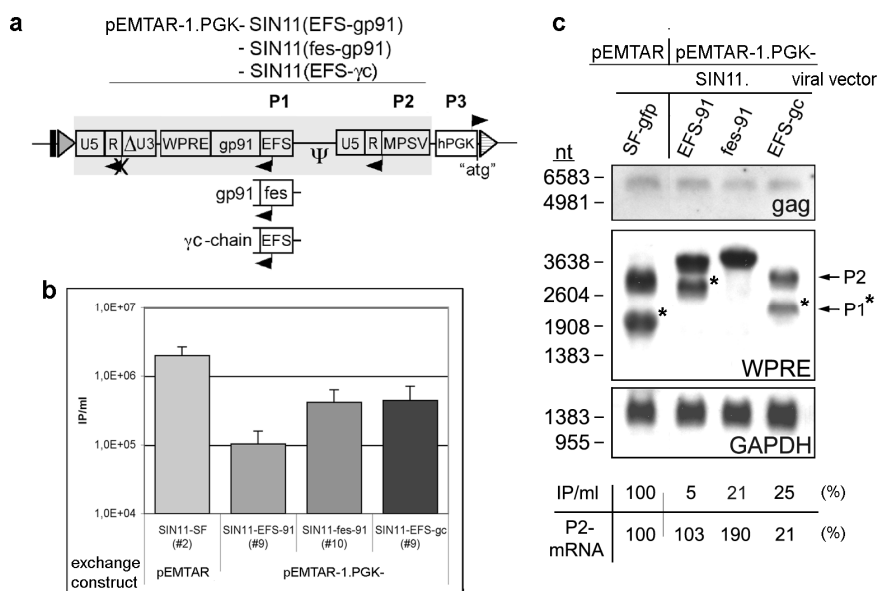 a
pEMTAR-1.PGK- SIN11(EFS-gp91)
- SIN11(fes-gp91)
- SIN11(EFS-γc)
P1 P2 P3
U5 R ΔU3 WPRE gp91 EFS Ψ U5 R MPSV hPGK
X
"atg"
gp91 fes
γc-chain EFS
b
1,0E+07
1,0E+06
1,0E+05
1,0E+04
IP/ml
SIN11-SF SIN11-EFS-91 SIN11-fes-91 SIN11-EFS-gc
(#2) (#9) (#10) (#9)
exchange construct
pEMTAR pEMTAR-1.PGK-
c
pEMTAR pEMTAR-1.PGK-
SIN11. viral vector
SF-gfp EFS-91 fes-91 EFS-gc
nt
6583
4981
gag
3638
2604
1908
1383
* * *
P2
P1*
WPRE
1383
955
GAPDH
IP/ml 100 5 21 25 (%)
P2-mRNA 100 103 190 21 (%)